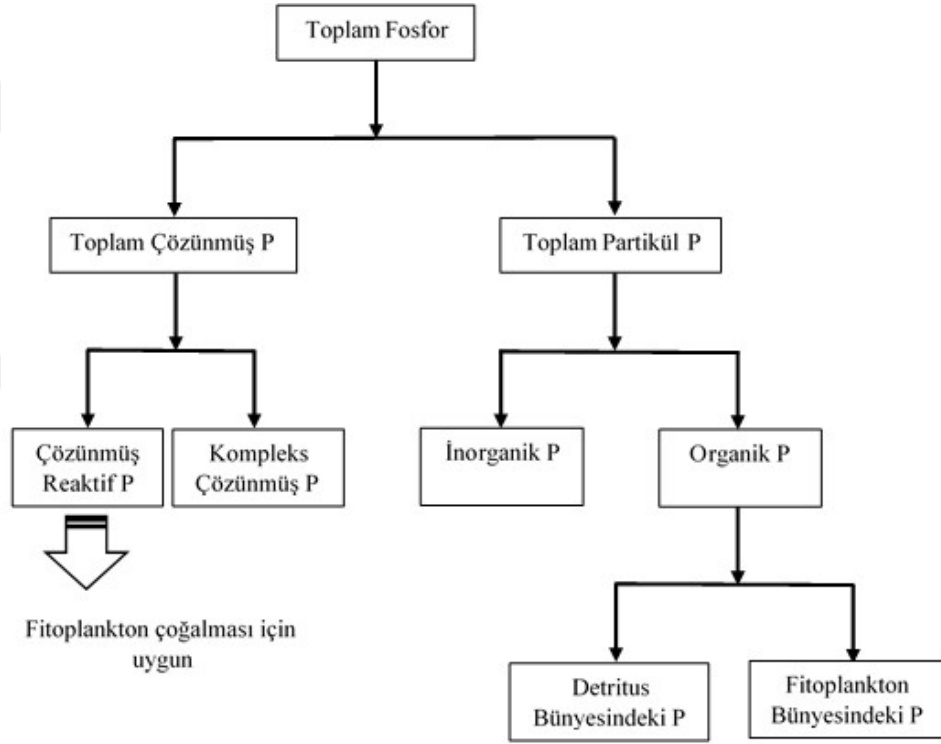 Toplam Fosfor
Toplam Çözünmüş P
Toplam Partikül P
Çözünmüş
Reaktif P
Kompleks
Çözünmüş P
İnorganik P
Organik P
Fitoplankton çoğalması için
uygun
Detritus
Bünyesindeki P
Fitoplankton
Bünyesindeki P